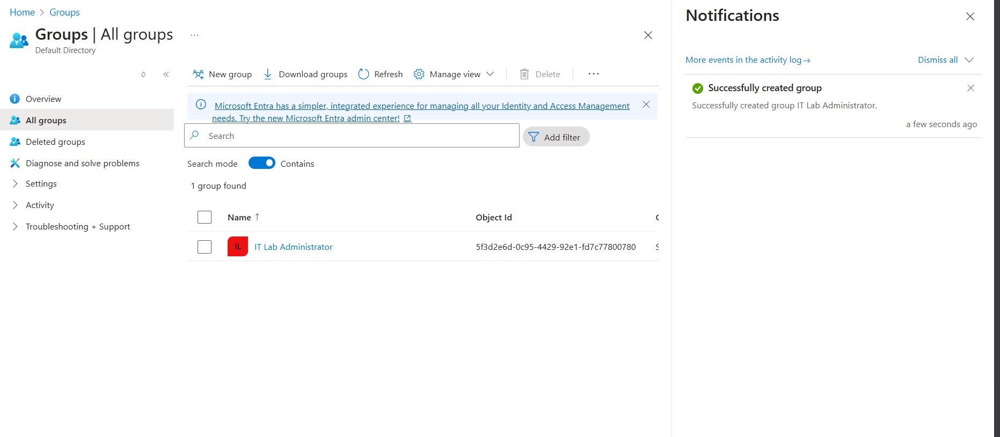 Home > Groups
Groups | All groups ...
Default Directory
Overview
All groups
Deleted groups
Diagnose and solve problems
Settings
Activity
Troubleshooting + Support
New group
Download groups
Refresh
Manage view
Delete
...
Microsoft Entra has a simpler, integrated experience for managing all your Identity and Access Management
needs. Try the new Microsoft Entra admin center!
Search
Add filter
Search mode
Contains
1 group found
Name ↑ Object Id
IL IT Lab Administrator 5f3d2e6d-0c95-4429-92e1-fd7c77800780
Notifications
More events in the activity log →
Dismiss all
Successfully created group
Successfully created group IT Lab Administrator.
a few seconds ago